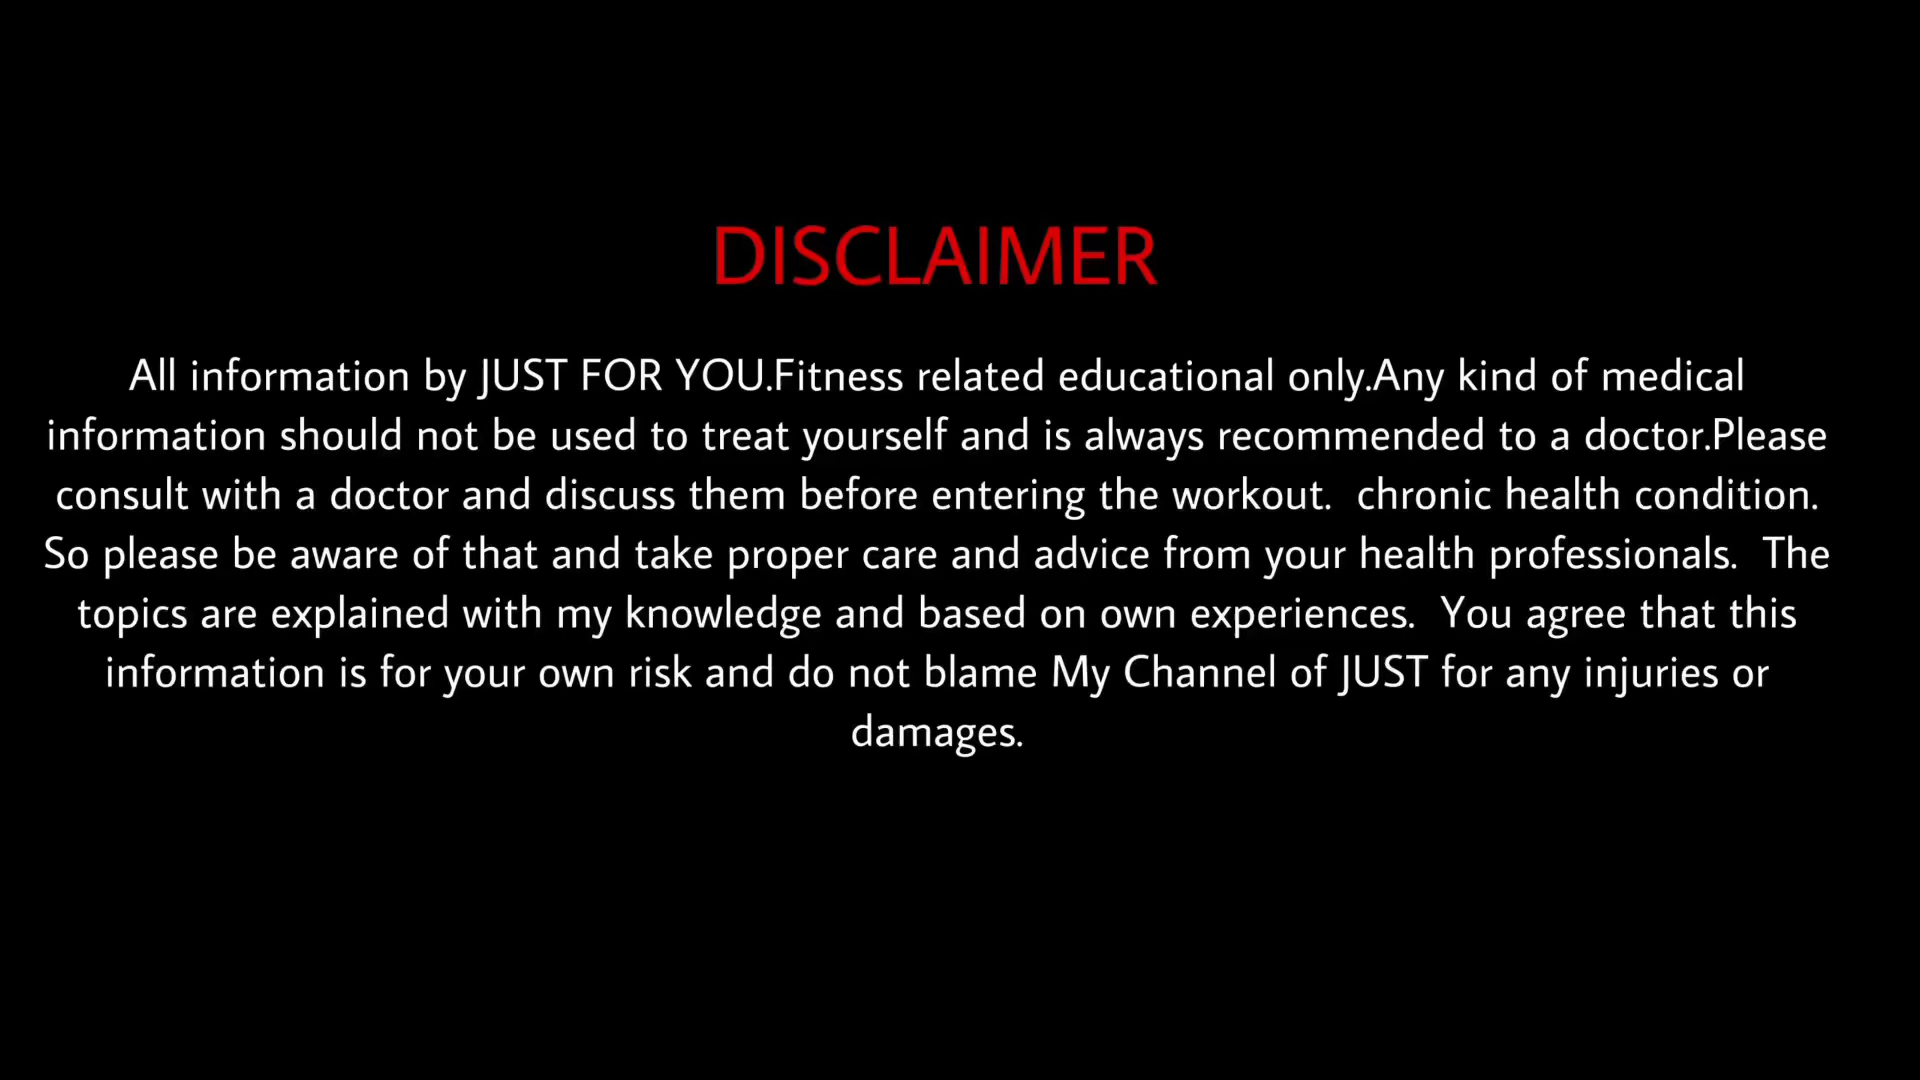 DISCLAIMER
All information by JUST FOR YOU.Fitness related educational only.Any kind of medical
information should not be used to treat yourself and is always recommended to a doctor.Please
consult with a doctor and discuss them before entering the workout.  chronic health condition.
So please be aware of that and take proper care and advice from your health professionals.  The
topics are explained with my knowledge and based on own experiences.  You agree that this
information is for your own risk and do not blame My Channel of JUST for any injuries or
damages.